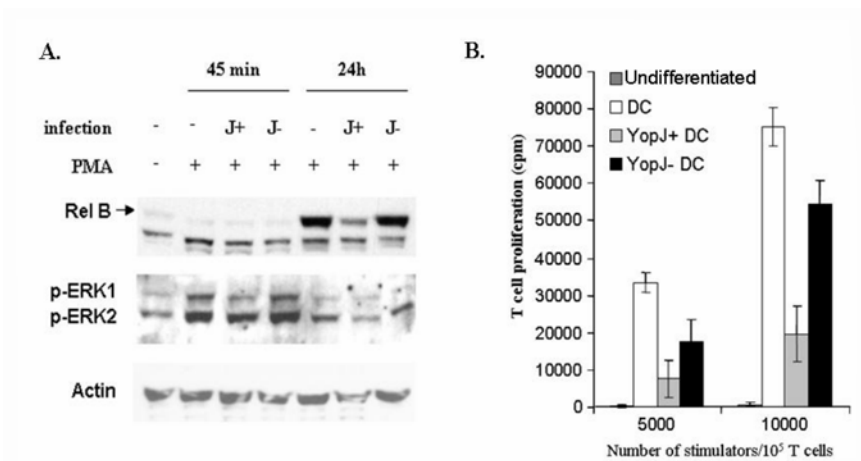 A.
45 min 24h
infection - - J+ J- - J+ J-
PMA - + + + + + +
Rel B
p-ERK1
p-ERK2
Actin
B.
90000
80000
70000
60000
50000
40000
30000
20000
10000
0
T cell proliferation (cpm)
Undifferentiated
DC
YopJ+ DC
YopJ- DC
5000 10000
Number of stimulators/10⁵ T cells